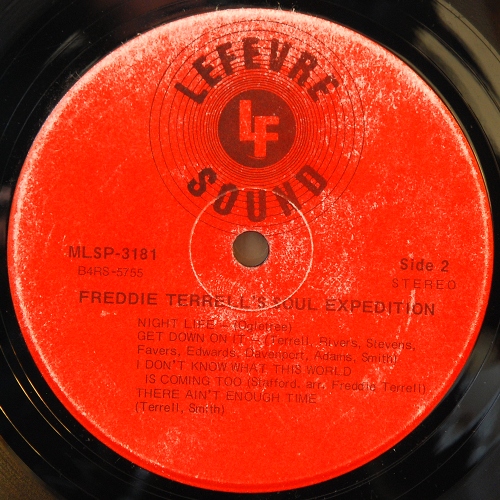 LEFEVRE
LF
SOUND
MLSP-3181
B4RS-5755
Side 2
STEREO
FREDDIE TERRELL'S SOUL EXPEDITION
NIGHT LIFE – (Ogletree)
GET DOWN ON IT – (Terrell, Rivers, Stevens,
Favers, Edwards, Davenport, Adams, Smith)
I DON'T KNOW WHAT THIS WORLD
IS COMING TOO (Stafford, arr. Freddie Terrell)
THERE AIN'T ENOUGH TIME
(Terrell, Smith)